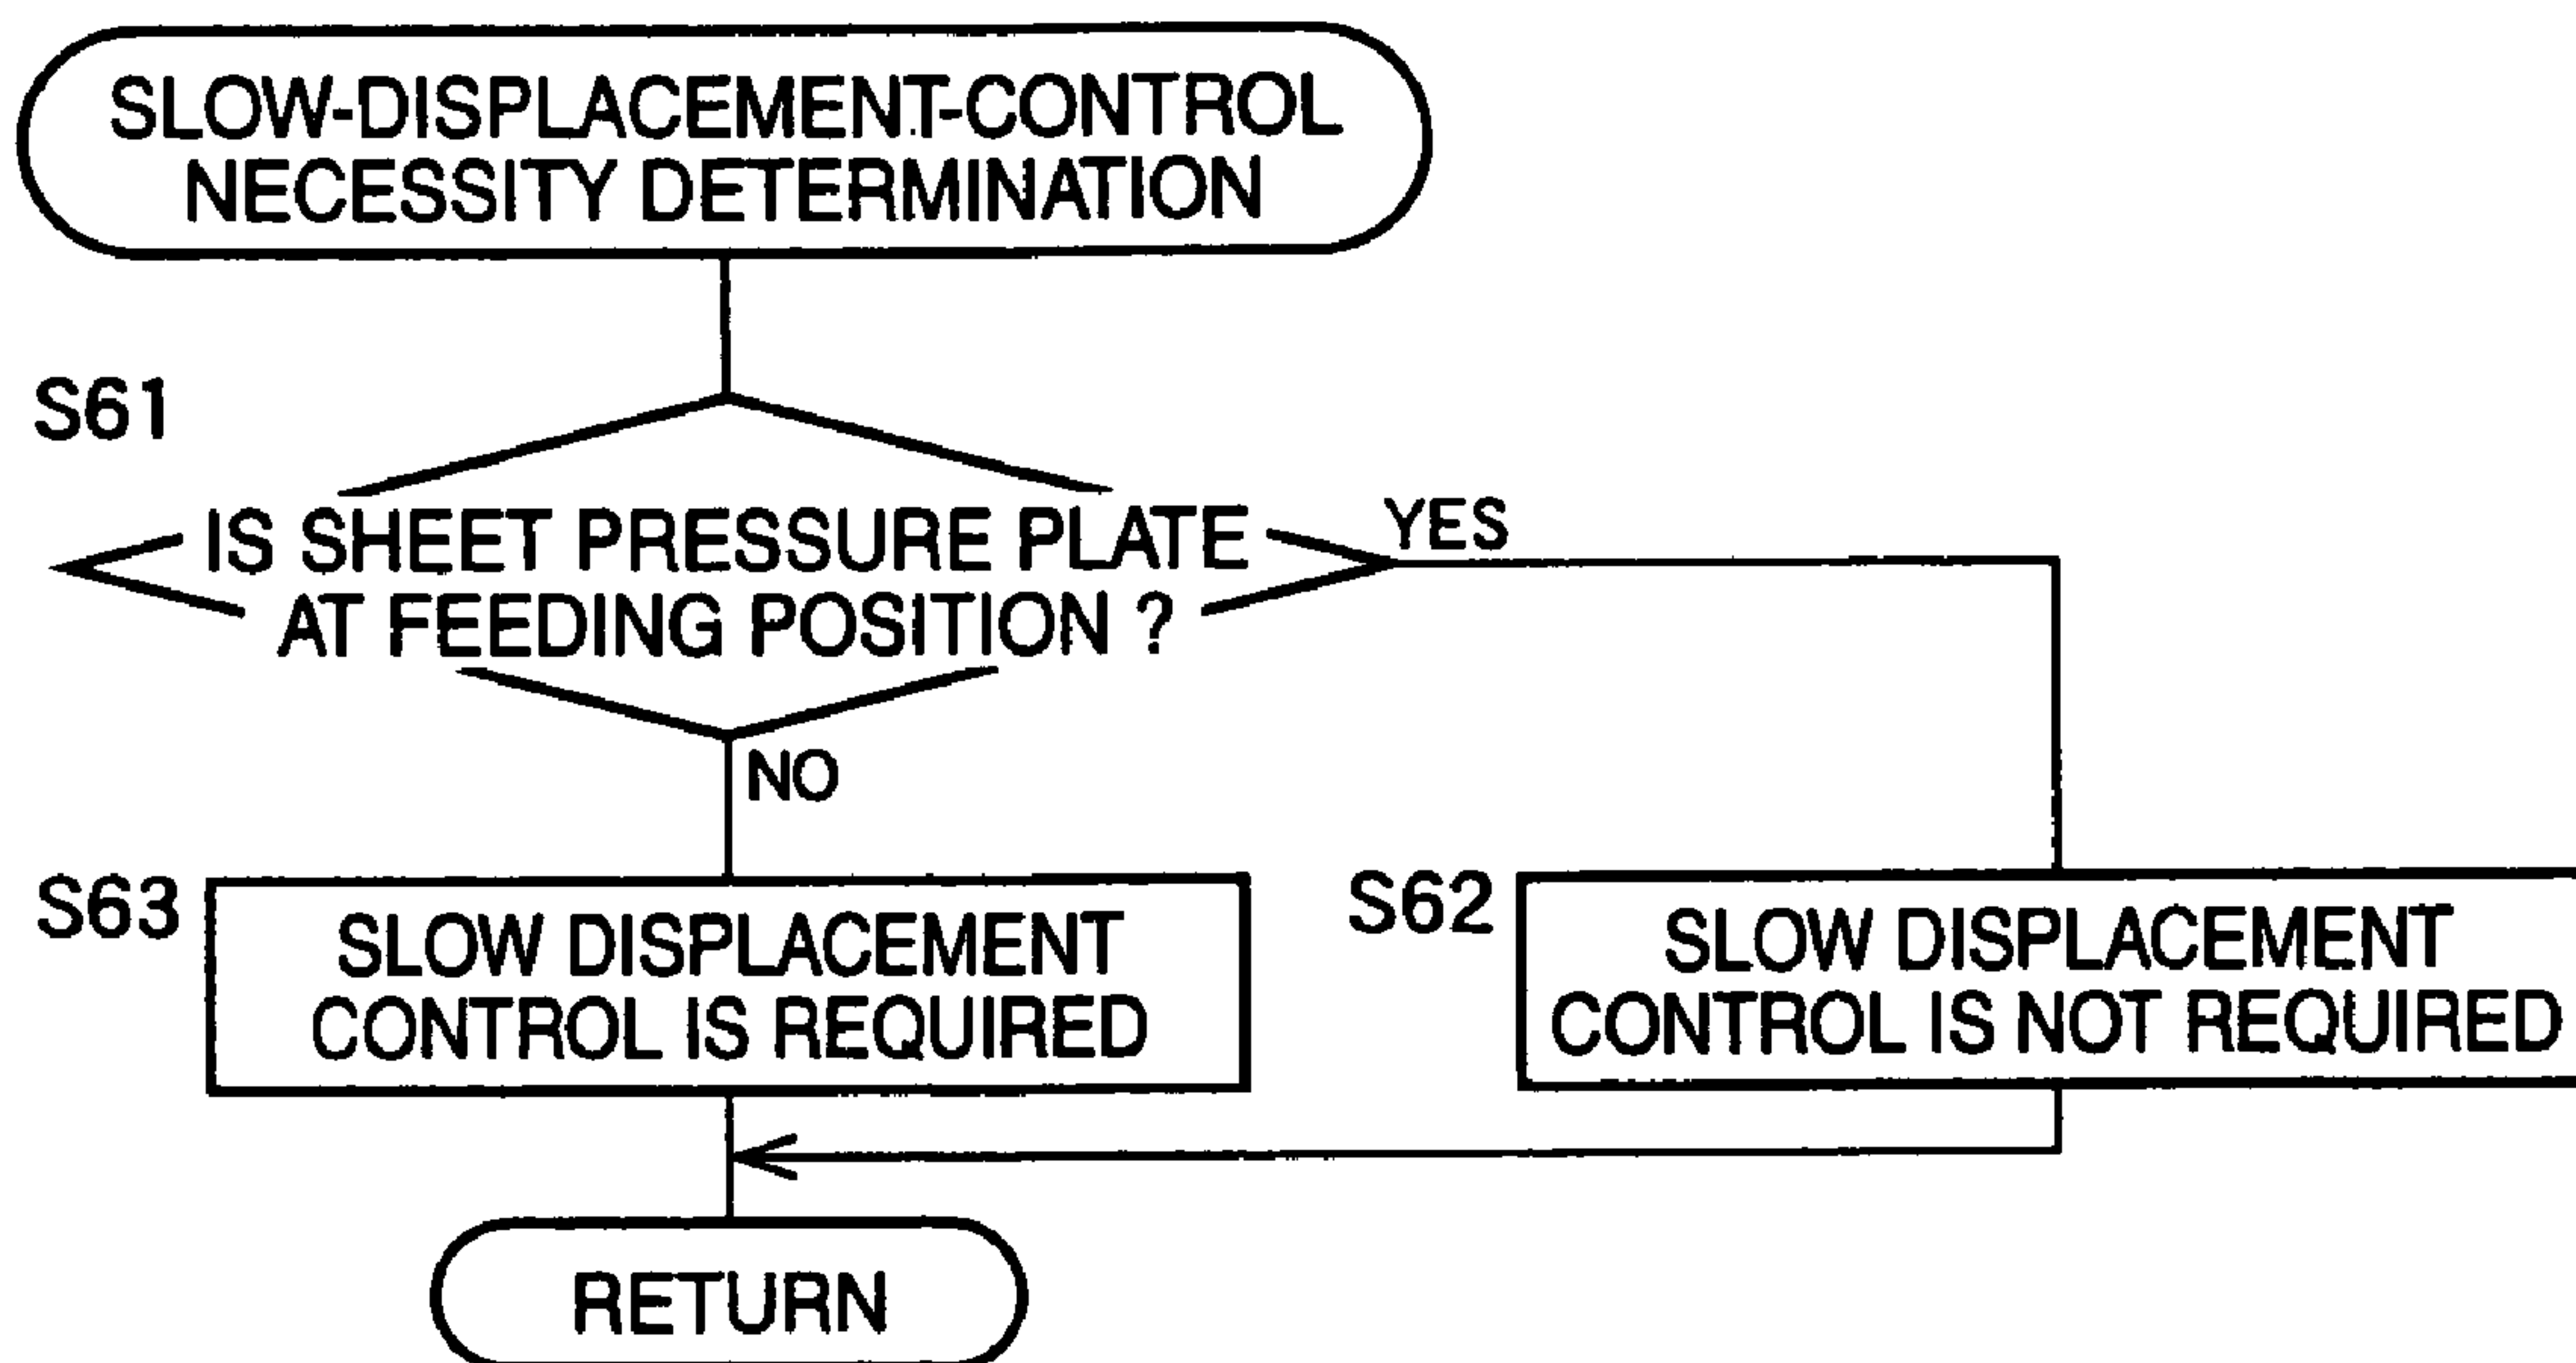 SLOW-DISPLACEMENT-CONTROL
NECESSITY DETERMINATION
S61
IS SHEET PRESSURE PLATE
AT FEEDING POSITION ?
YES
NO
S63
SLOW DISPLACEMENT
CONTROL IS REQUIRED
S62
SLOW DISPLACEMENT
CONTROL IS NOT REQUIRED
RETURN